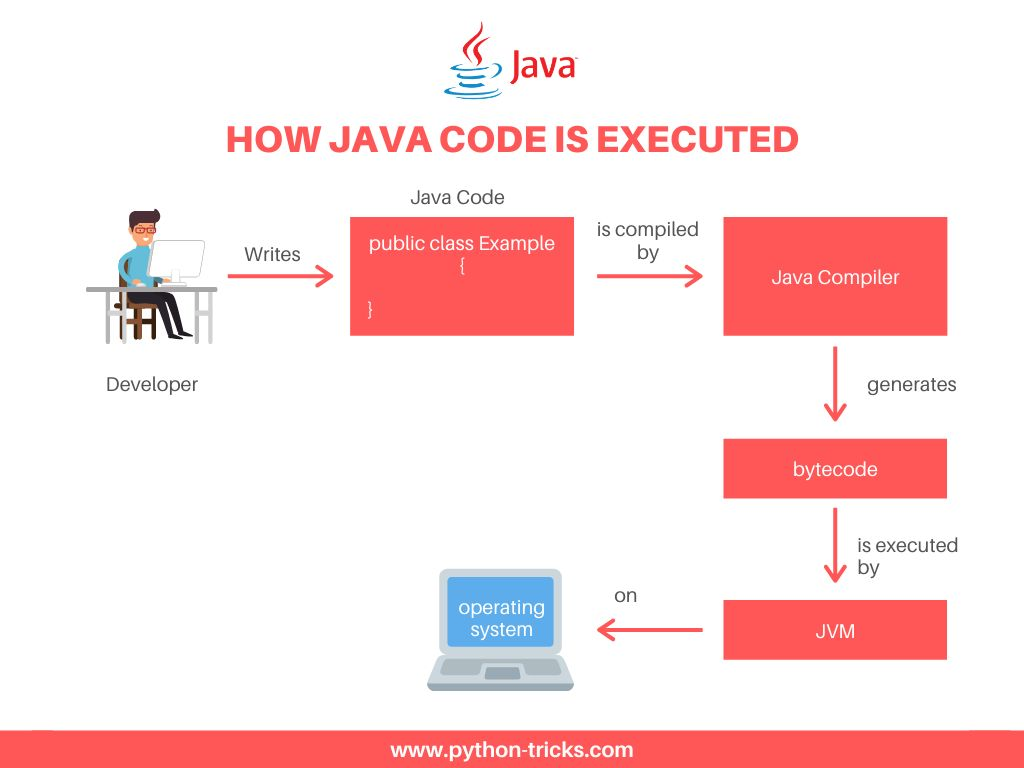 Java
HOW JAVA CODE IS EXECUTED
Java Code
Writes
public class Example
{
}
is compiled
by
Java Compiler
Developer
generates
bytecode
is executed
by
JVM
on
operating
system
www.python-tricks.com